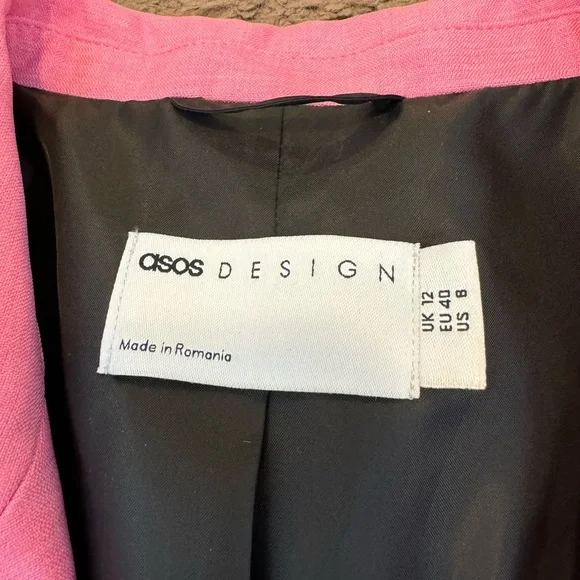 asos DESIGN
Made in Romania
UK 12
EU 40
US 8